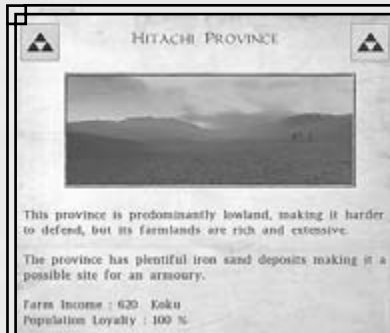 HITACHI PROVINCE
This province is predominantly lowland, making it harder
to defend, but its farmlands are rich and extensive.
The province has plentiful iron sand deposits making it a
possible site for an armoury.
Farm Income : 620 Koku
Population Loyalty : 100 %